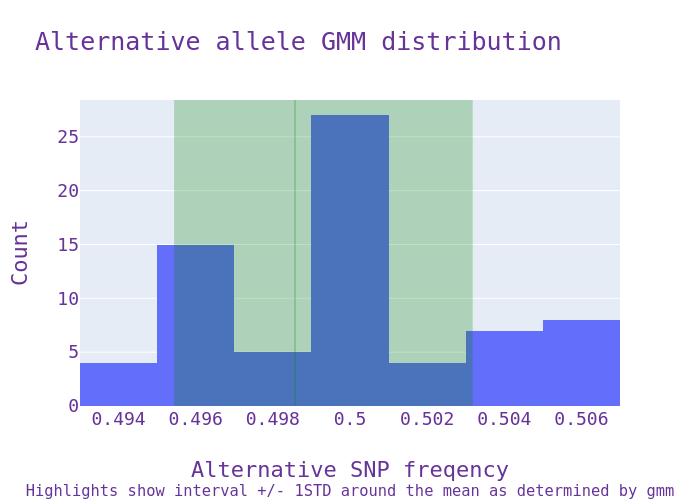 Alternative allele GMM distribution
Count
25
20
15
10
5
0
0.494 0.496 0.498 0.5 0.502 0.504 0.506
Alternative SNP freqency
Highlights show interval +/- 1STD around the mean as determined by gmm